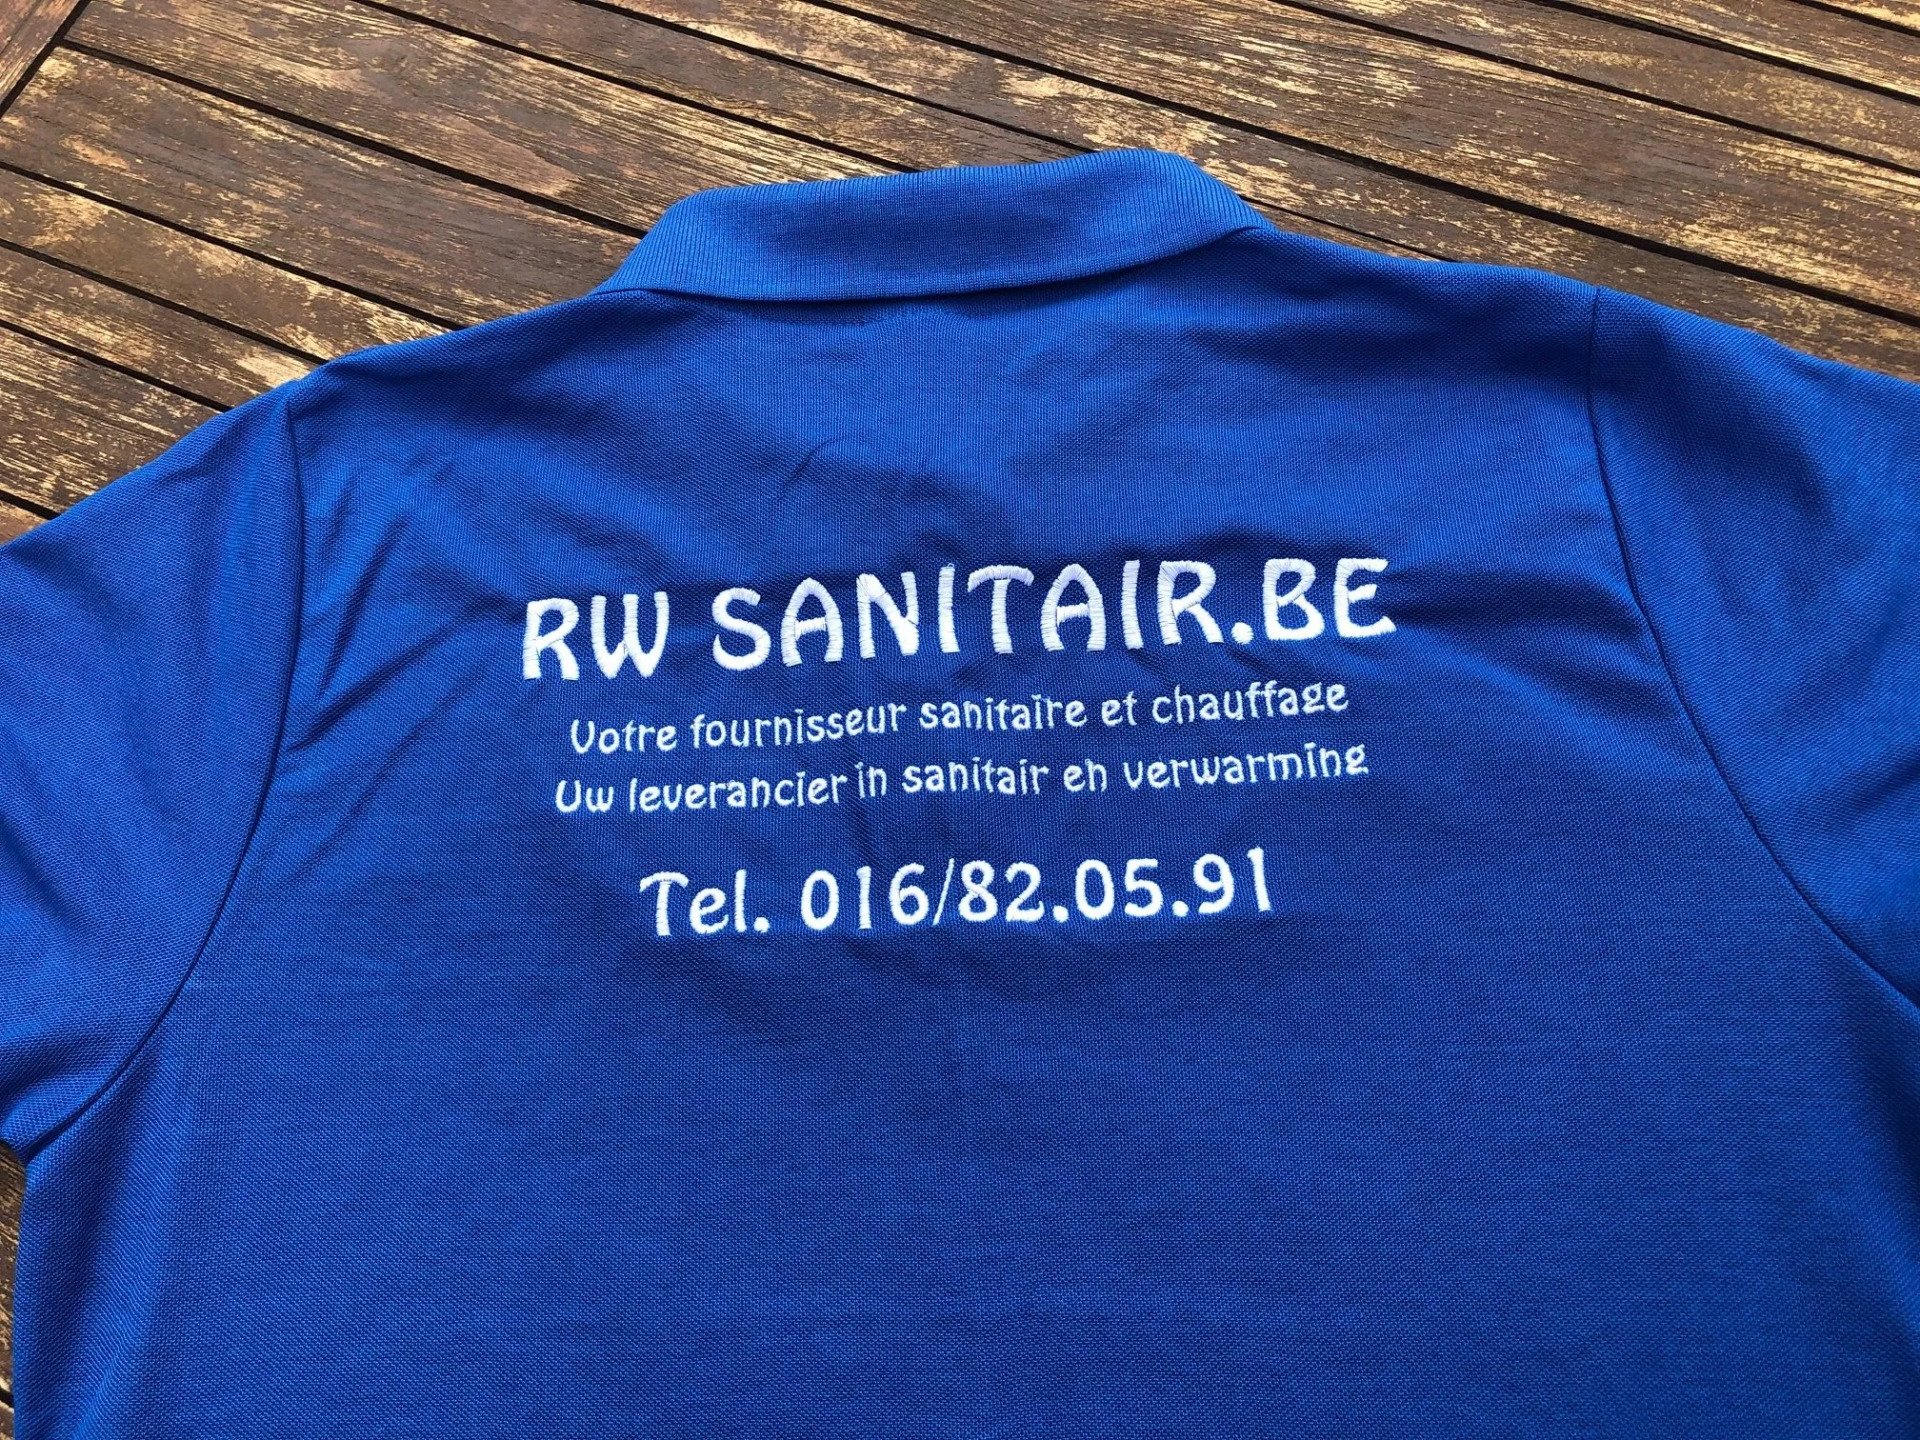 RW SANITAIR.BE
Votre fournisseur sanitaire et chauffage
Uw leverancier in sanitair en verwarming
Tel. 016/82.05.91